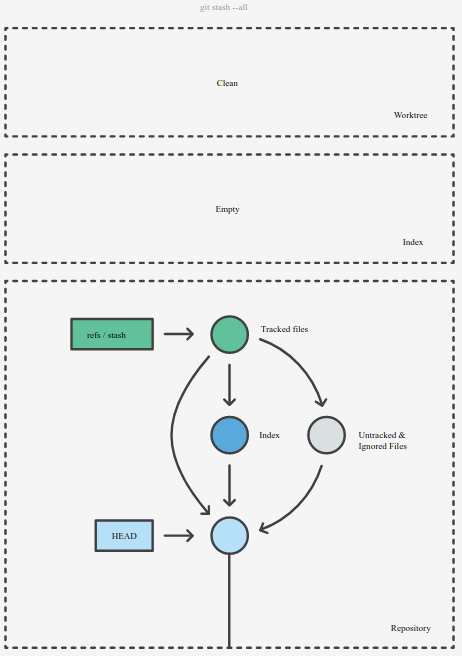 git stash --all
Clean
Worktree
Empty
Index
refs / stash
Tracked files
Index
Untracked &
Ignored Files
HEAD
Repository